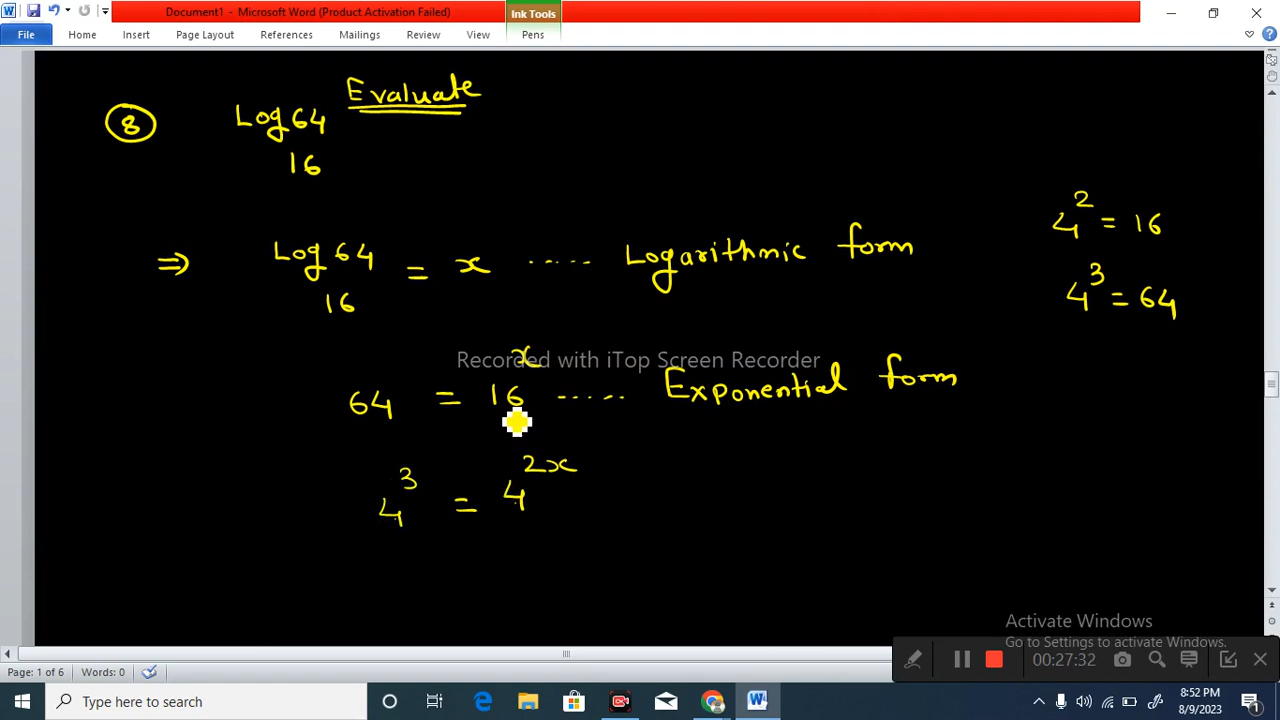 Document1 - Microsoft Word (Product Activation Failed)
Ink Tools
File Home Insert Page Layout References Mailings Review View Pens
Evaluate
8 Log 64
16
⇒ Log 64 = x ..... Logarithmic form
16
4² = 16
4³ = 64
Recorded with iTop Screen Recorder
64 = 16ˣ ..... Exponential form
4³ = 4²ˣ
Activate Windows
Go to Settings to activate Windows.
00:27:32
Page: 1 of 6 Words: 0
Type here to search
8:52 PM
8/9/2023
1